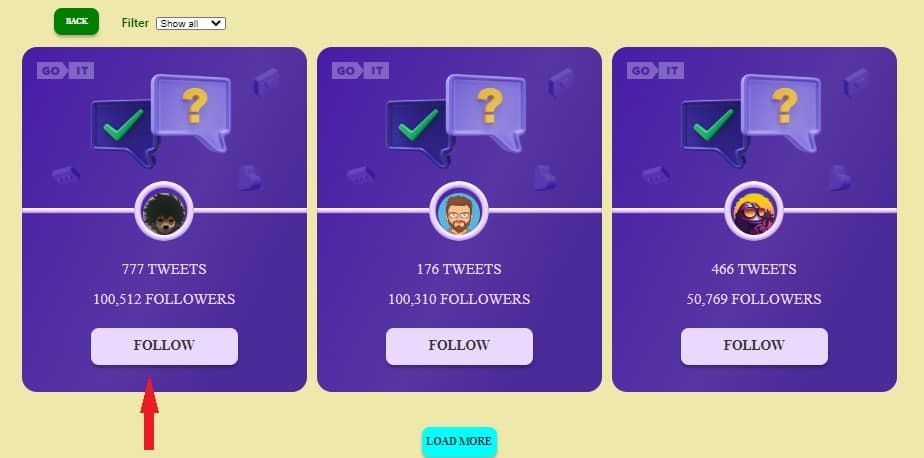 BACK
Filter Show all
GO IT
GO IT
GO IT
?
?
?
777 TWEETS
176 TWEETS
466 TWEETS
100,512 FOLLOWERS
100,310 FOLLOWERS
50,769 FOLLOWERS
FOLLOW
FOLLOW
FOLLOW
LOAD MORE